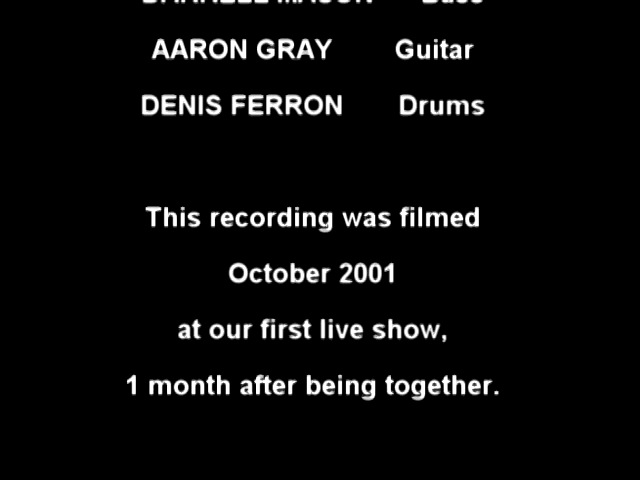 AARON GRAY Guitar
DENIS FERRON Drums
This recording was filmed
October 2001
at our first live show,
1 month after being together.